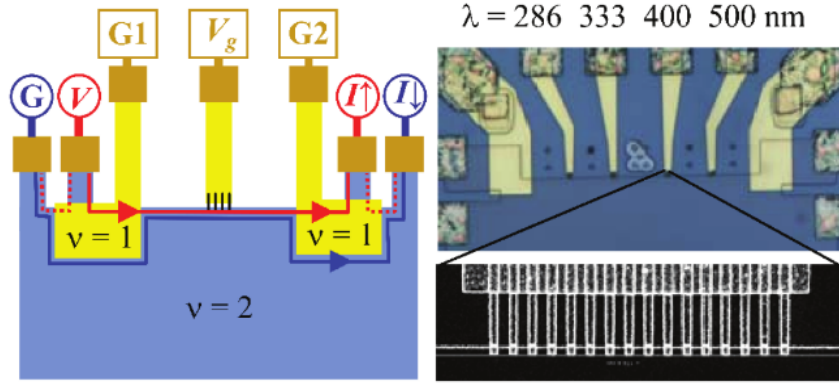 G1 V_g G2
G V I↑ I↓
ν = 1 ν = 1
ν = 2
λ = 286 333 400 500 nm